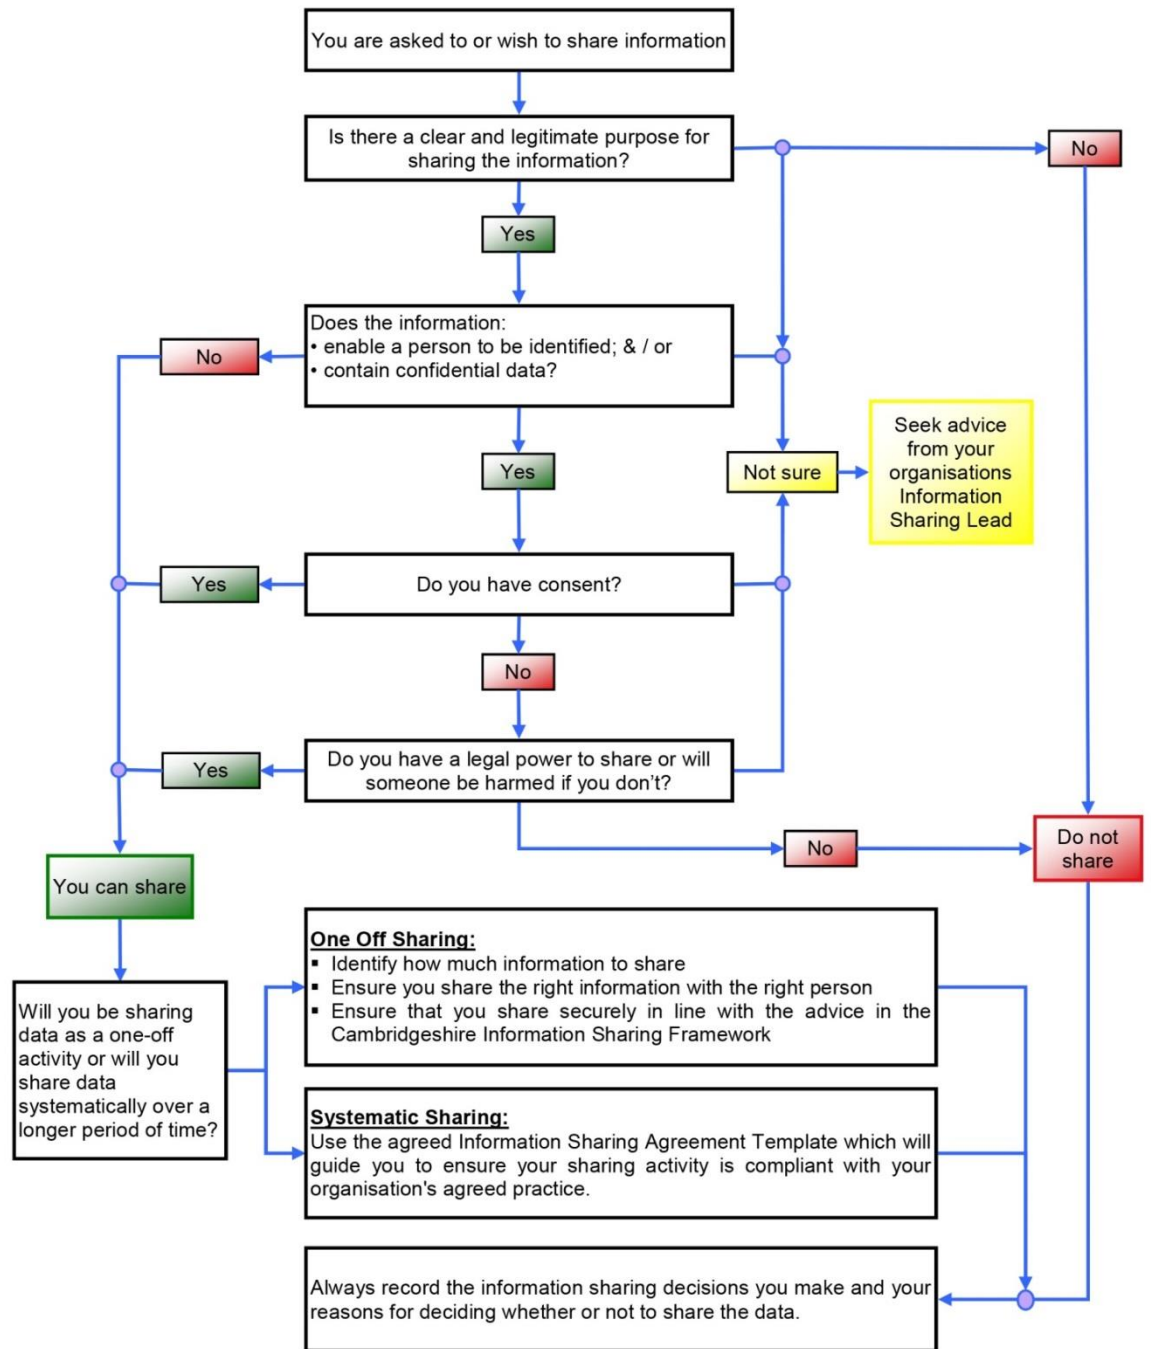 You are asked to or wish to share information
Is there a clear and legitimate purpose for
sharing the information?
No
Yes
Does the information:
• enable a person to be identified; & / or
• contain confidential data?
No
Yes
Not sure
Seek advice
from your
organisations
Information
Sharing Lead
Do you have consent?
Yes
No
Do you have a legal power to share or will
someone be harmed if you don't?
Yes
No
Do not
share
You can share
Will you be sharing
data as a one-off
activity or will you
share data
systematically over a
longer period of time?
One Off Sharing:
▪ Identify how much information to share
▪ Ensure you share the right information with the right person
▪ Ensure that you share securely in line with the advice in the
Cambridgeshire Information Sharing Framework
Systematic Sharing:
Use the agreed Information Sharing Agreement Template which will
guide you to ensure your sharing activity is compliant with your
organisation's agreed practice.
Always record the information sharing decisions you make and your
reasons for deciding whether or not to share the data.